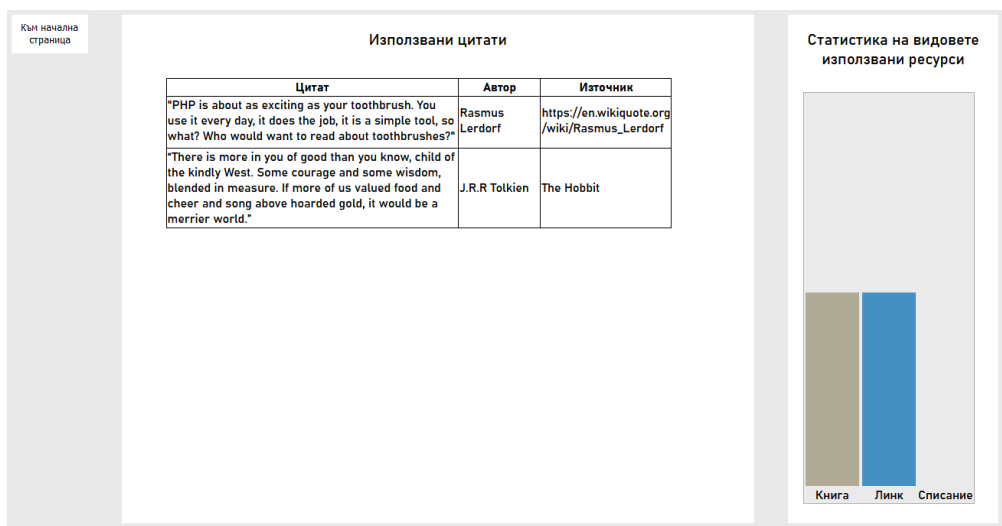 Към начална
страница
Използвани цитати
Цитат Автор Източник
"PHP is about as exciting as your toothbrush. You
use it every day, it does the job, it is a simple tool, so
what? Who would want to read about toothbrushes?"
Rasmus
Lerdorf
https://en.wikiquote.org
/wiki/Rasmus_Lerdorf
“There is more in you of good than you know, child of
the kindly West. Some courage and some wisdom,
blended in measure. If more of us valued food and
cheer and song above hoarded gold, it would be a
merrier world.”
J.R.R Tolkien
The Hobbit
Статистика на видовете
използвани ресурси
Книга Линк Списание